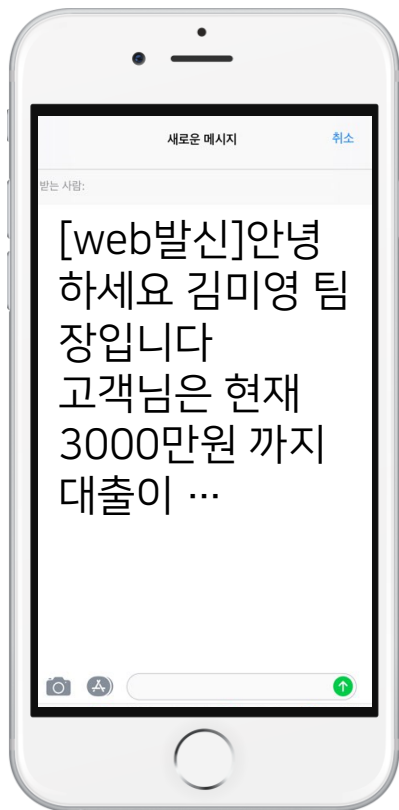 새로운 메시지 취소
받는 사람:
[web발신]안녕
하세요 김미영 팀
장입니다
고객님은 현재
3000만원 까지
대출이 …